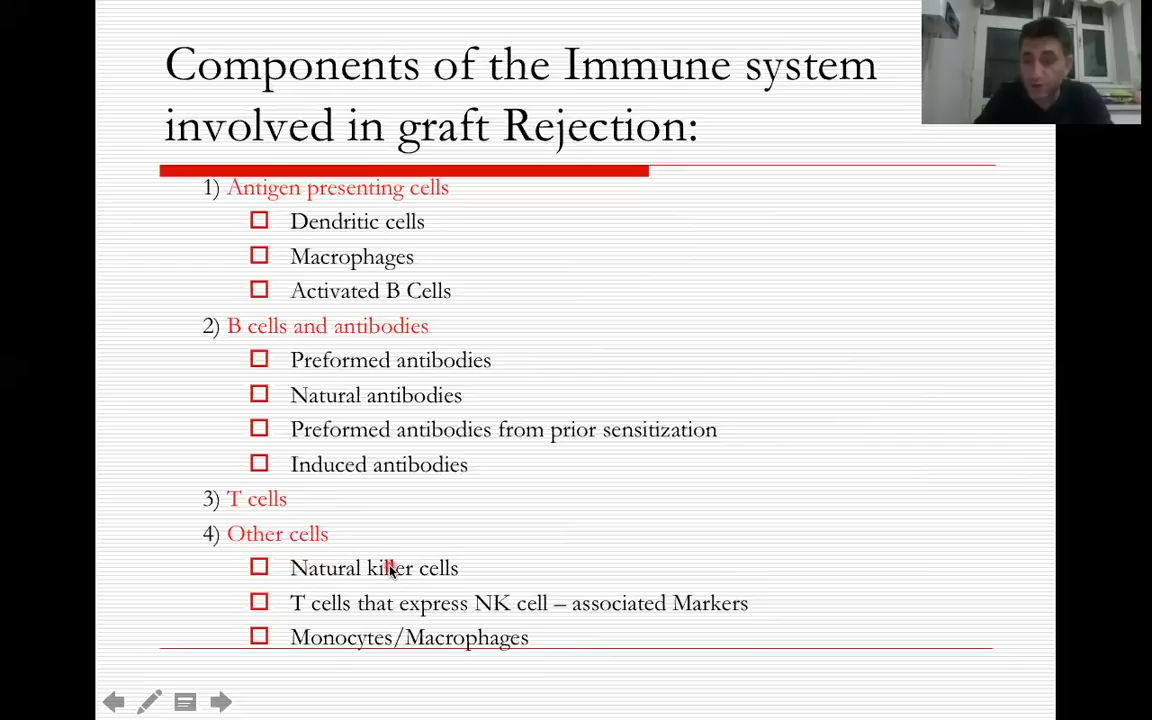 Components of the Immune system
involved in graft Rejection:
1) Antigen presenting cells
Dendritic cells
Macrophages
Activated B Cells
2) B cells and antibodies
Preformed antibodies
Natural antibodies
Preformed antibodies from prior sensitization
Induced antibodies
3) T cells
4) Other cells
Natural killer cells
T cells that express NK cell – associated Markers
Monocytes/Macrophages